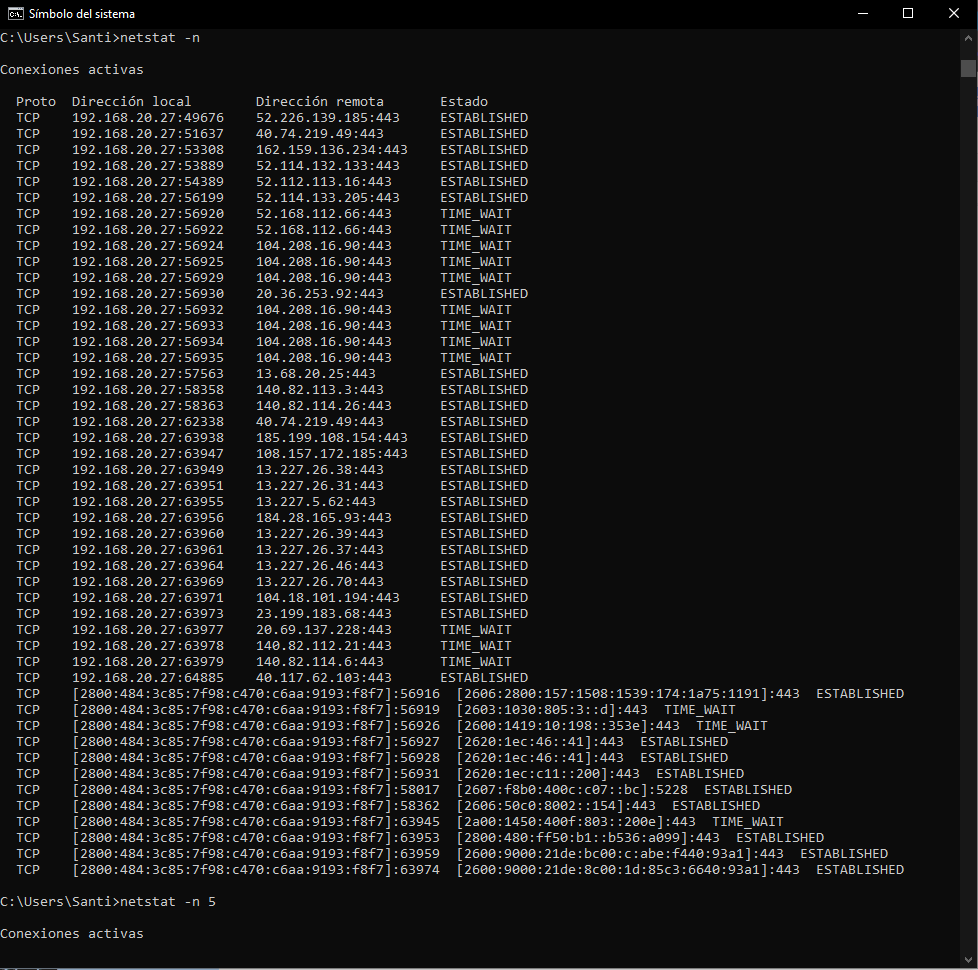 Símbolo del sistema
C:\Users\Santi>netstat -n
Conexiones activas
Proto  Dirección local        Dirección remota       Estado
TCP    192.168.20.27:49676    52.226.139.185:443     ESTABLISHED
TCP    192.168.20.27:51637    40.74.219.49:443       ESTABLISHED
TCP    192.168.20.27:53308    162.159.136.234:443    ESTABLISHED
TCP    192.168.20.27:53889    52.114.132.133:443     ESTABLISHED
TCP    192.168.20.27:54389    52.112.113.16:443      ESTABLISHED
TCP    192.168.20.27:56199    52.114.133.205:443     ESTABLISHED
TCP    192.168.20.27:56920    52.168.112.66:443      TIME_WAIT
TCP    192.168.20.27:56922    52.168.112.66:443      TIME_WAIT
TCP    192.168.20.27:56924    104.208.16.90:443      TIME_WAIT
TCP    192.168.20.27:56925    104.208.16.90:443      TIME_WAIT
TCP    192.168.20.27:56929    104.208.16.90:443      TIME_WAIT
TCP    192.168.20.27:56930    20.36.253.92:443       ESTABLISHED
TCP    192.168.20.27:56932    104.208.16.90:443      TIME_WAIT
TCP    192.168.20.27:56933    104.208.16.90:443      TIME_WAIT
TCP    192.168.20.27:56934    104.208.16.90:443      TIME_WAIT
TCP    192.168.20.27:56935    104.208.16.90:443      TIME_WAIT
TCP    192.168.20.27:57563    13.68.20.25:443        ESTABLISHED
TCP    192.168.20.27:58358    140.82.113.3:443       ESTABLISHED
TCP    192.168.20.27:58363    140.82.114.26:443      ESTABLISHED
TCP    192.168.20.27:62338    40.74.219.49:443       ESTABLISHED
TCP    192.168.20.27:63938    185.199.108.154:443    ESTABLISHED
TCP    192.168.20.27:63947    108.157.172.185:443    ESTABLISHED
TCP    192.168.20.27:63949    13.227.26.38:443       ESTABLISHED
TCP    192.168.20.27:63951    13.227.26.31:443       ESTABLISHED
TCP    192.168.20.27:63955    13.227.5.62:443        ESTABLISHED
TCP    192.168.20.27:63956    184.28.165.93:443      ESTABLISHED
TCP    192.168.20.27:63960    13.227.26.39:443       ESTABLISHED
TCP    192.168.20.27:63961    13.227.26.37:443       ESTABLISHED
TCP    192.168.20.27:63964    13.227.26.46:443       ESTABLISHED
TCP    192.168.20.27:63969    13.227.26.70:443       ESTABLISHED
TCP    192.168.20.27:63971    104.18.101.194:443     ESTABLISHED
TCP    192.168.20.27:63973    23.199.183.68:443      ESTABLISHED
TCP    192.168.20.27:63977    20.69.137.228:443      TIME_WAIT
TCP    192.168.20.27:63978    140.82.112.21:443      TIME_WAIT
TCP    192.168.20.27:63979    140.82.114.6:443       TIME_WAIT
TCP    192.168.20.27:64885    40.117.62.103:443      ESTABLISHED
TCP    [2800:484:3c85:7f98:c470:c6aa:9193:f8f7]:56916  [2606:2800:157:1508:1539:174:1a75:1191]:443  ESTABLISHED
TCP    [2800:484:3c85:7f98:c470:c6aa:9193:f8f7]:56919  [2603:1030:805:3::d]:443  TIME_WAIT
TCP    [2800:484:3c85:7f98:c470:c6aa:9193:f8f7]:56926  [2600:1419:10:198::353e]:443  TIME_WAIT
TCP    [2800:484:3c85:7f98:c470:c6aa:9193:f8f7]:56927  [2620:1ec:46::41]:443  ESTABLISHED
TCP    [2800:484:3c85:7f98:c470:c6aa:9193:f8f7]:56928  [2620:1ec:46::41]:443  ESTABLISHED
TCP    [2800:484:3c85:7f98:c470:c6aa:9193:f8f7]:56931  [2620:1ec:c11::200]:443  ESTABLISHED
TCP    [2800:484:3c85:7f98:c470:c6aa:9193:f8f7]:58017  [2607:f8b0:400c:c07::bc]:5228  ESTABLISHED
TCP    [2800:484:3c85:7f98:c470:c6aa:9193:f8f7]:58362  [2606:50c0:8002::154]:443  ESTABLISHED
TCP    [2800:484:3c85:7f98:c470:c6aa:9193:f8f7]:63945  [2a00:1450:400f:803::200e]:443  TIME_WAIT
TCP    [2800:484:3c85:7f98:c470:c6aa:9193:f8f7]:63953  [2800:480:ff50:b1::b536:a099]:443  ESTABLISHED
TCP    [2800:484:3c85:7f98:c470:c6aa:9193:f8f7]:63959  [2600:9000:21de:bc00:c:abe:f440:93a1]:443  ESTABLISHED
TCP    [2800:484:3c85:7f98:c470:c6aa:9193:f8f7]:63974  [2600:9000:21de:8c00:1d:85c3:6640:93a1]:443  ESTABLISHED
C:\Users\Santi>netstat -n 5
Conexiones activas